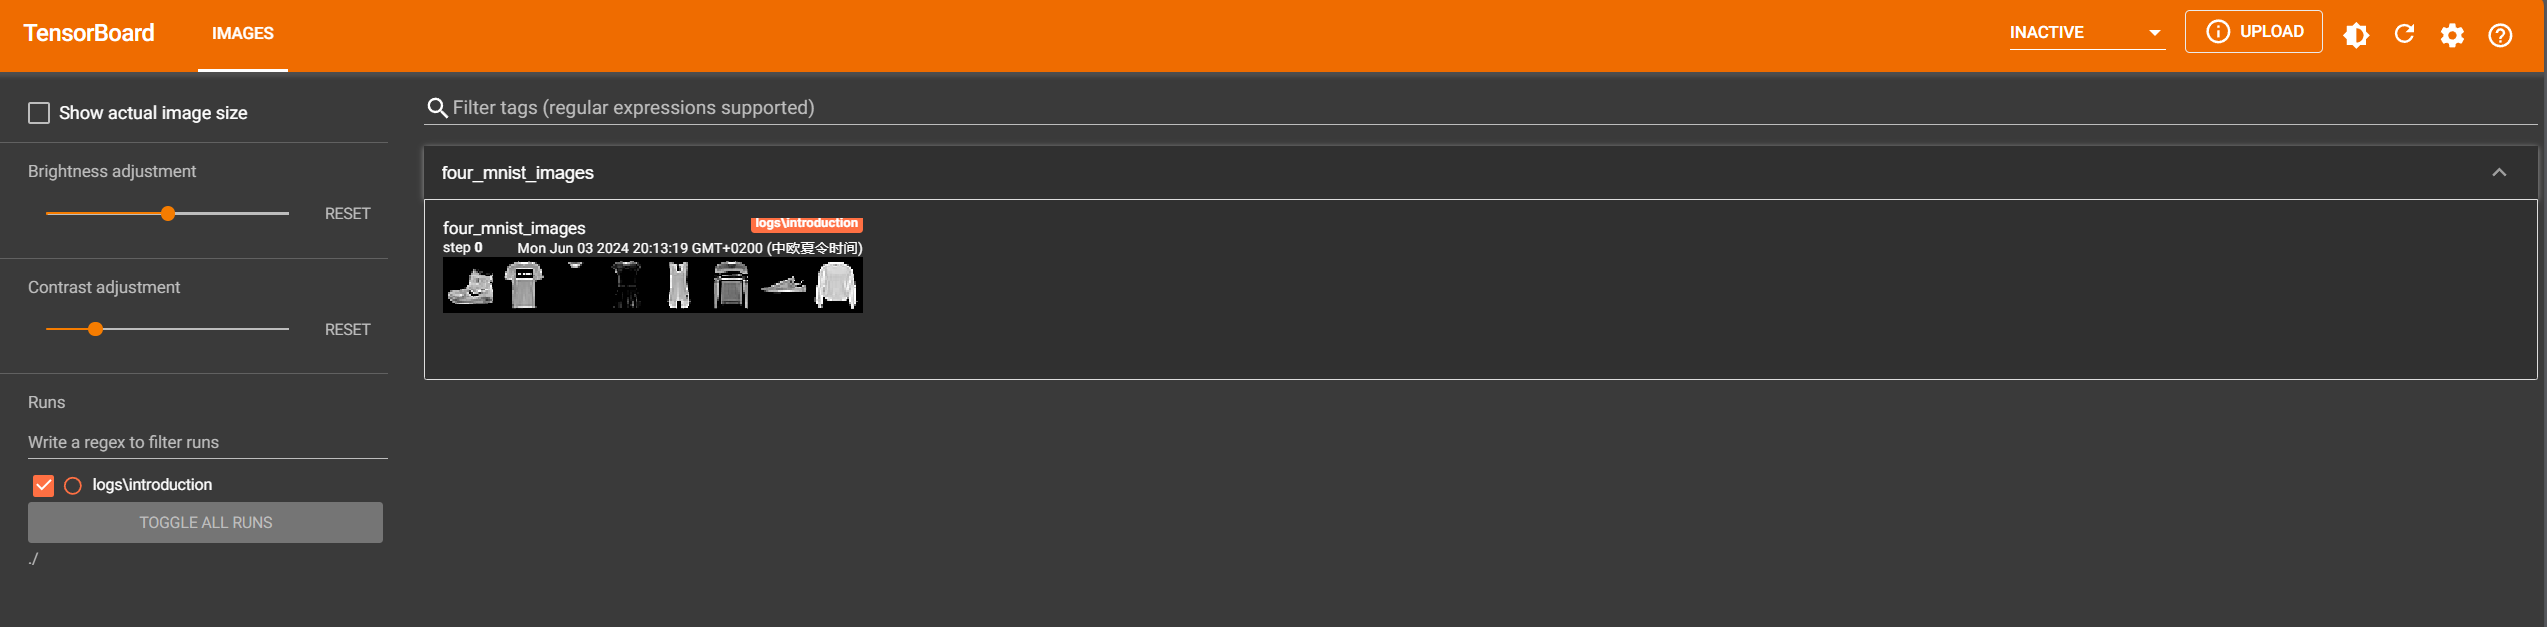 TensorBoard
IMAGES
INACTIVE
UPLOAD
Show actual image size
Brightness adjustment
RESET
Contrast adjustment
RESET
Runs
Write a regex to filter runs
logs\introduction
TOGGLE ALL RUNS
./
Filter tags (regular expressions supported)
four_mnist_images
four_mnist_images
logs\introduction
step 0 Mon Jun 03 2024 20:13:19 GMT+0200 (中欧夏令时间)